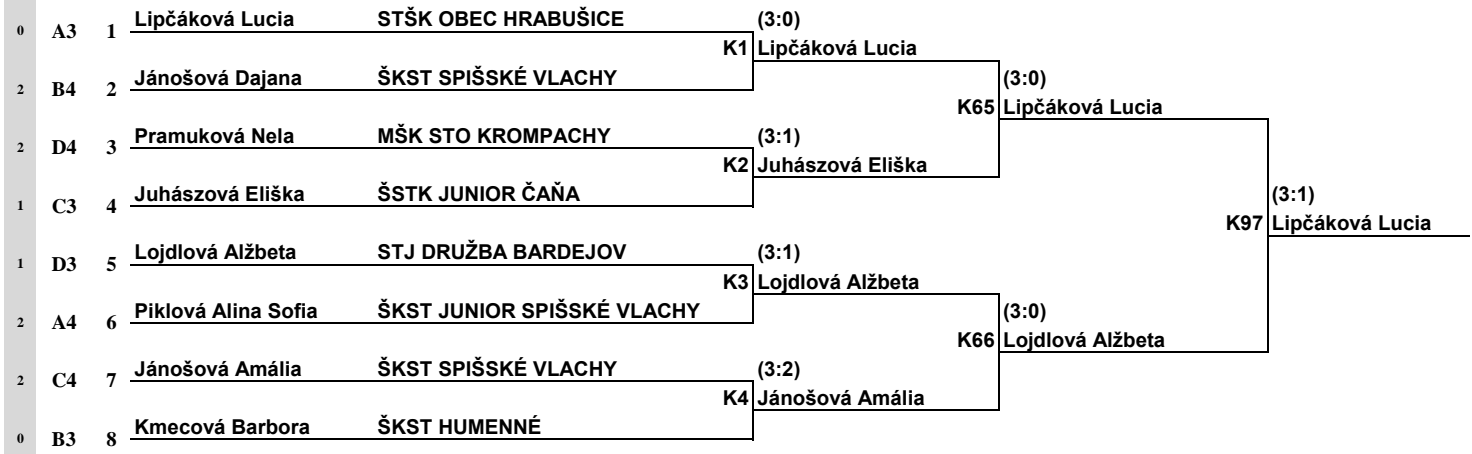 0 A3 1 Lipčáková Lucia STŠK OBEC HRABUŠICE (3:0)
K1 Lipčáková Lucia
2 B4 2 Jánošová Dajana ŠKST SPIŠSKÉ VLACHY (3:0)
K65 Lipčáková Lucia
2 D4 3 Pramuková Nela MŠK STO KROMPACHY (3:1)
K2 Juhászová Eliška
1 C3 4 Juhászová Eliška ŠSTK JUNIOR ČAŇA (3:1)
K97 Lipčáková Lucia
1 D3 5 Lojdlová Alžbeta STJ DRUŽBA BARDEJOV (3:1)
K3 Lojdlová Alžbeta
2 A4 6 Piklová Alina Sofia ŠKST JUNIOR SPIŠSKÉ VLACHY (3:0)
K66 Lojdlová Alžbeta
2 C4 7 Jánošová Amália ŠKST SPIŠSKÉ VLACHY (3:2)
K4 Jánošová Amália
0 B3 8 Kmecová Barbora ŠKST HUMENNÉ